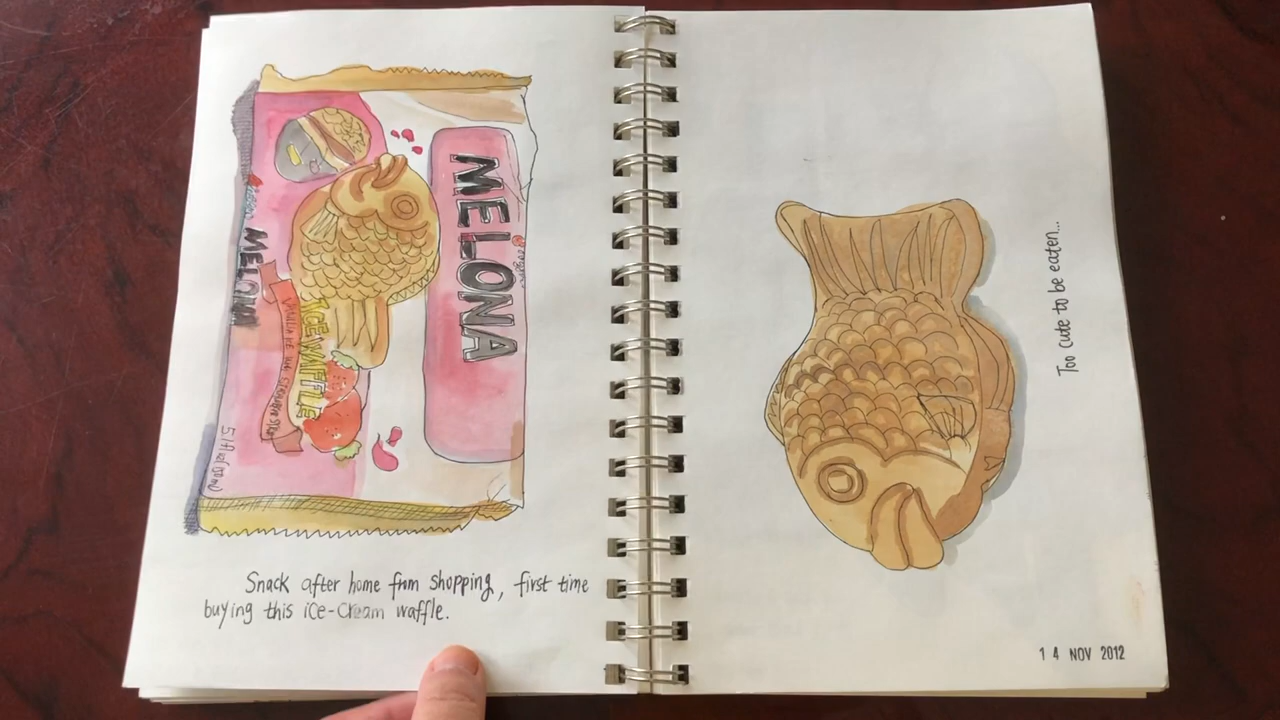 MELONA
Binggrae
MELONA
ICE WAFFLE
Snack after home from shopping, first time
buying this ice-cream waffle.
Too cute to be eaten...
14 NOV 2012